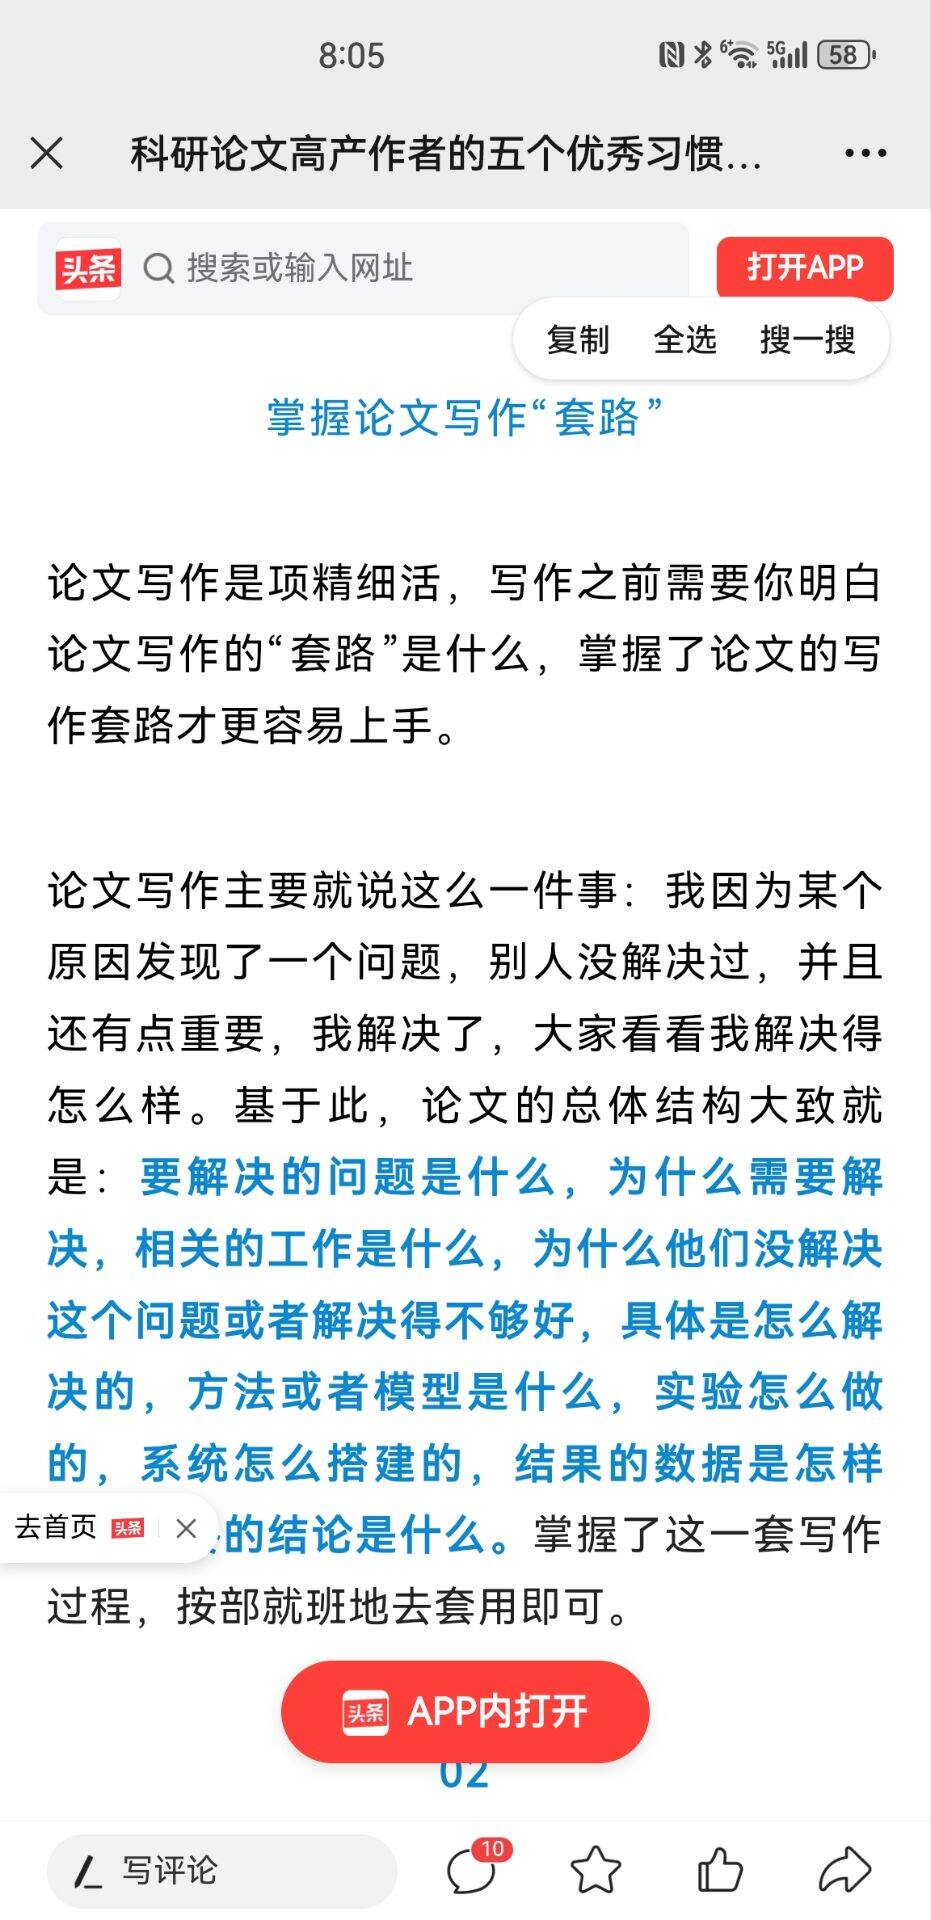 8:05
6+
5G
58
科研论文高产作者的五个优秀习惯...
头条
搜索或输入网址
打开APP
复制 全选 搜一搜
掌握论文写作“套路”
论文写作是项精细活，写作之前需要你明白
论文写作的“套路”是什么，掌握了论文的写
作套路才更容易上手。
论文写作主要就说这么一件事：我因为某个
原因发现了一个问题，别人没解决过，并且
还有点重要，我解决了，大家看看我解决得
怎么样。基于此，论文的总体结构大致就
是：要解决的问题是什么，为什么需要解
决，相关的工作是什么，为什么他们没解决
这个问题或者解决得不够好，具体是怎么解
决的，方法或者模型是什么，实验怎么做
的，系统怎么搭建的，结果的数据是怎样
去首页 头条
的结论是什么。掌握了这一套写作
过程，按部就班地去套用即可。
头条 APP内打开
02
写评论
10